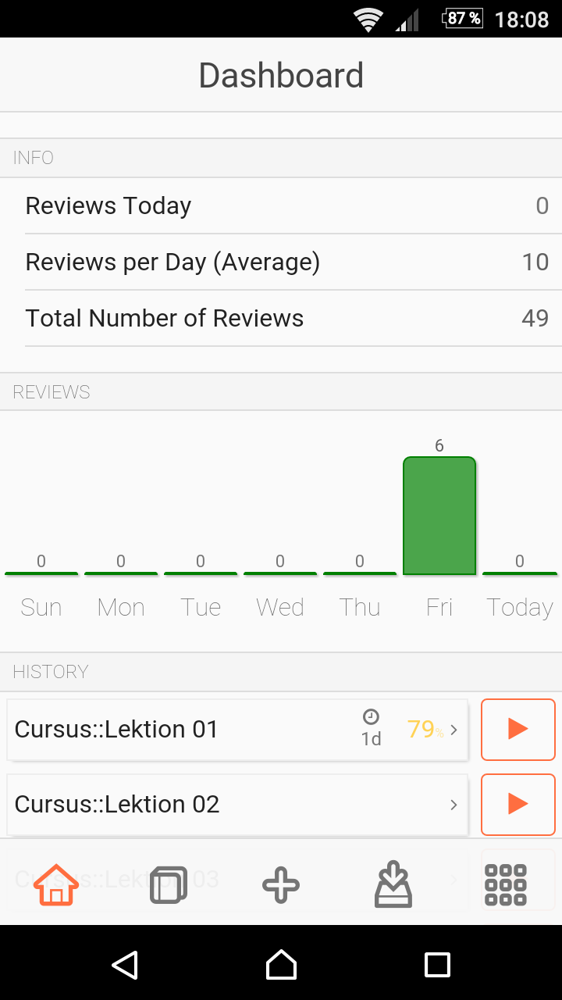 87 % 18:08
Dashboard
INFO
Reviews Today 0
Reviews per Day (Average) 10
Total Number of Reviews 49
REVIEWS
6
0 0 0 0 0 0
Sun Mon Tue Wed Thu Fri Today
HISTORY
Cursus::Lektion 01 1d 79%
Cursus::Lektion 02
Cursus::Lektion 03